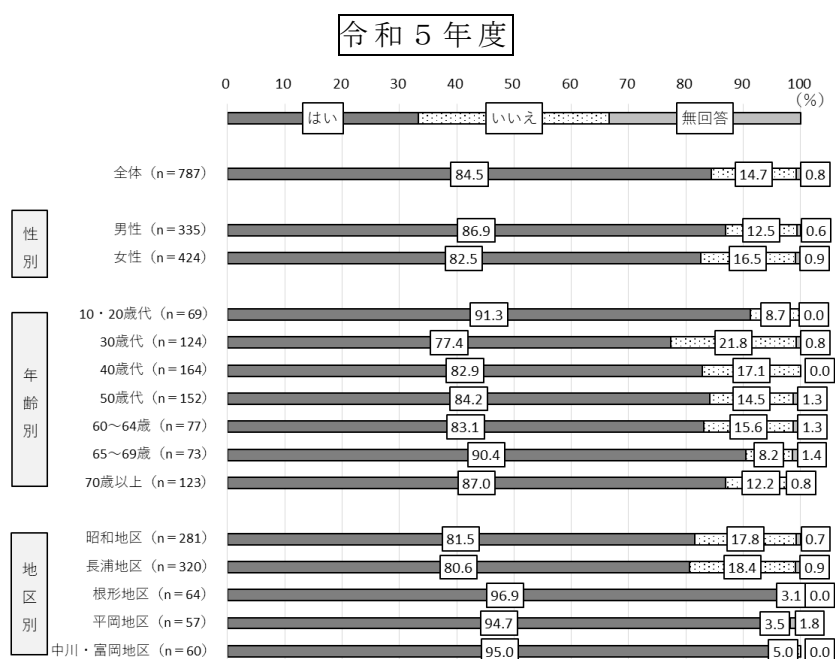 令和５年度
0 10 20 30 40 50 60 70 80 90 100
(%)
はい いいえ 無回答
全体（n＝787） 84.5 14.7 0.8
性別
男性（n＝335） 86.9 12.5 0.6
女性（n＝424） 82.5 16.5 0.9
年齢別
10・20歳代（n＝69） 91.3 8.7 0.0
30歳代（n＝124） 77.4 21.8 0.8
40歳代（n＝164） 82.9 17.1 0.0
50歳代（n＝152） 84.2 14.5 1.3
60～64歳（n＝77） 83.1 15.6 1.3
65～69歳（n＝73） 90.4 8.2 1.4
70歳以上（n＝123） 87.0 12.2 0.8
地区別
昭和地区（n＝281） 81.5 17.8 0.7
長浦地区（n＝320） 80.6 18.4 0.9
根形地区（n＝64） 96.9 3.1 0.0
平岡地区（n＝57） 94.7 3.5 1.8
中川・富岡地区（n＝60） 95.0 5.0 0.0